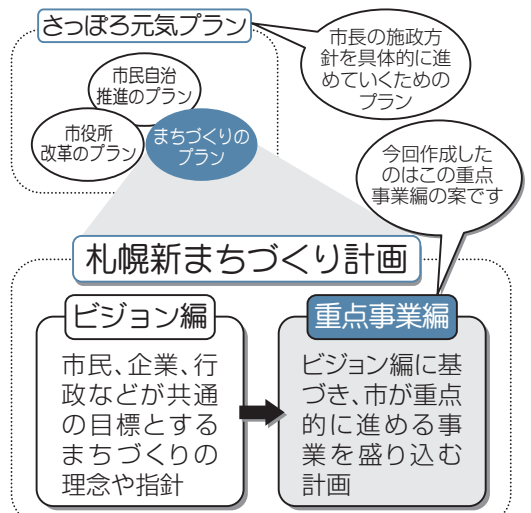 さっぽろ元気プラン
市長の施政方
針を具体的に進
めていくための
プラン
市民自治
推進のプラン
市役所
改革のプラン
まちづくりの
プラン
今回作成した
のはこの重点
事業編の案です
札幌新まちづくり計画
ビジョン編
市民、企業、行
政などが共通
の目標とする
まちづくりの
理念や指針
重点事業編
ビジョン編に基
づき、市が重点
的に進める事
業を盛り込む
計画